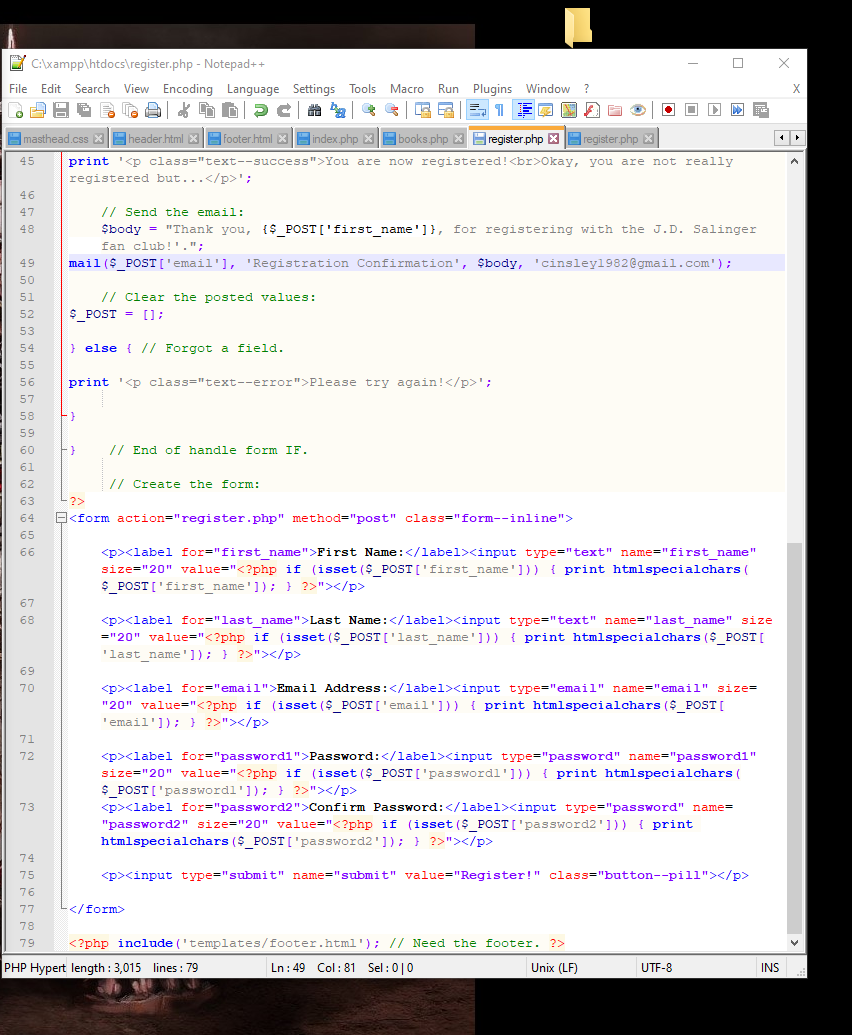 C:\xampp\htdocs\register.php - Notepad++
File Edit Search View Encoding Language Settings Tools Macro Run Plugins Window ? X
masthead.css header.html footer.html index.php books.php register.php register.php
45 print '<p class="text--success">You are now registered!<br>Okay, you are not really
registered but...</p>';
46
47 // Send the email:
48 $body = "Thank you, {$_POST['first_name']}, for registering with the J.D. Salinger
fan club!'.";
49 mail($_POST['email'], 'Registration Confirmation', $body, 'cinsley1982@gmail.com');
50
51 // Clear the posted values:
52 $_POST = [];
53
54 } else { // Forgot a field.
55
56 print '<p class="text--error">Please try again!</p>';
57
58 }
59
60 } // End of handle form IF.
61
62 // Create the form:
63 ?>
64 <form action="register.php" method="post" class="form--inline">
65
66 <p><label for="first_name">First Name:</label><input type="text" name="first_name"
size="20" value="<?php if (isset($_POST['first_name'])) { print htmlspecialchars(
$_POST['first_name']); } ?>"></p>
67
68 <p><label for="last_name">Last Name:</label><input type="text" name="last_name" size
="20" value="<?php if (isset($_POST['last_name'])) { print htmlspecialchars($_POST[
'last_name']); } ?>"></p>
69
70 <p><label for="email">Email Address:</label><input type="email" name="email" size=
"20" value="<?php if (isset($_POST['email'])) { print htmlspecialchars($_POST[
'email']); } ?>"></p>
71
72 <p><label for="password1">Password:</label><input type="password" name="password1"
size="20" value="<?php if (isset($_POST['password1'])) { print htmlspecialchars(
$_POST['password1']); } ?>"></p>
73 <p><label for="password2">Confirm Password:</label><input type="password" name=
"password2" size="20" value="<?php if (isset($_POST['password2'])) { print
htmlspecialchars($_POST['password2']); } ?>"></p>
74
75 <p><input type="submit" name="submit" value="Register!" class="button--pill"></p>
76
77 </form>
78
79 <?php include('templates/footer.html'); // Need the footer. ?>
PHP Hypert length : 3,015 lines : 79 Ln : 49 Col : 81 Sel : 0 | 0 Unix (LF) UTF-8 INS